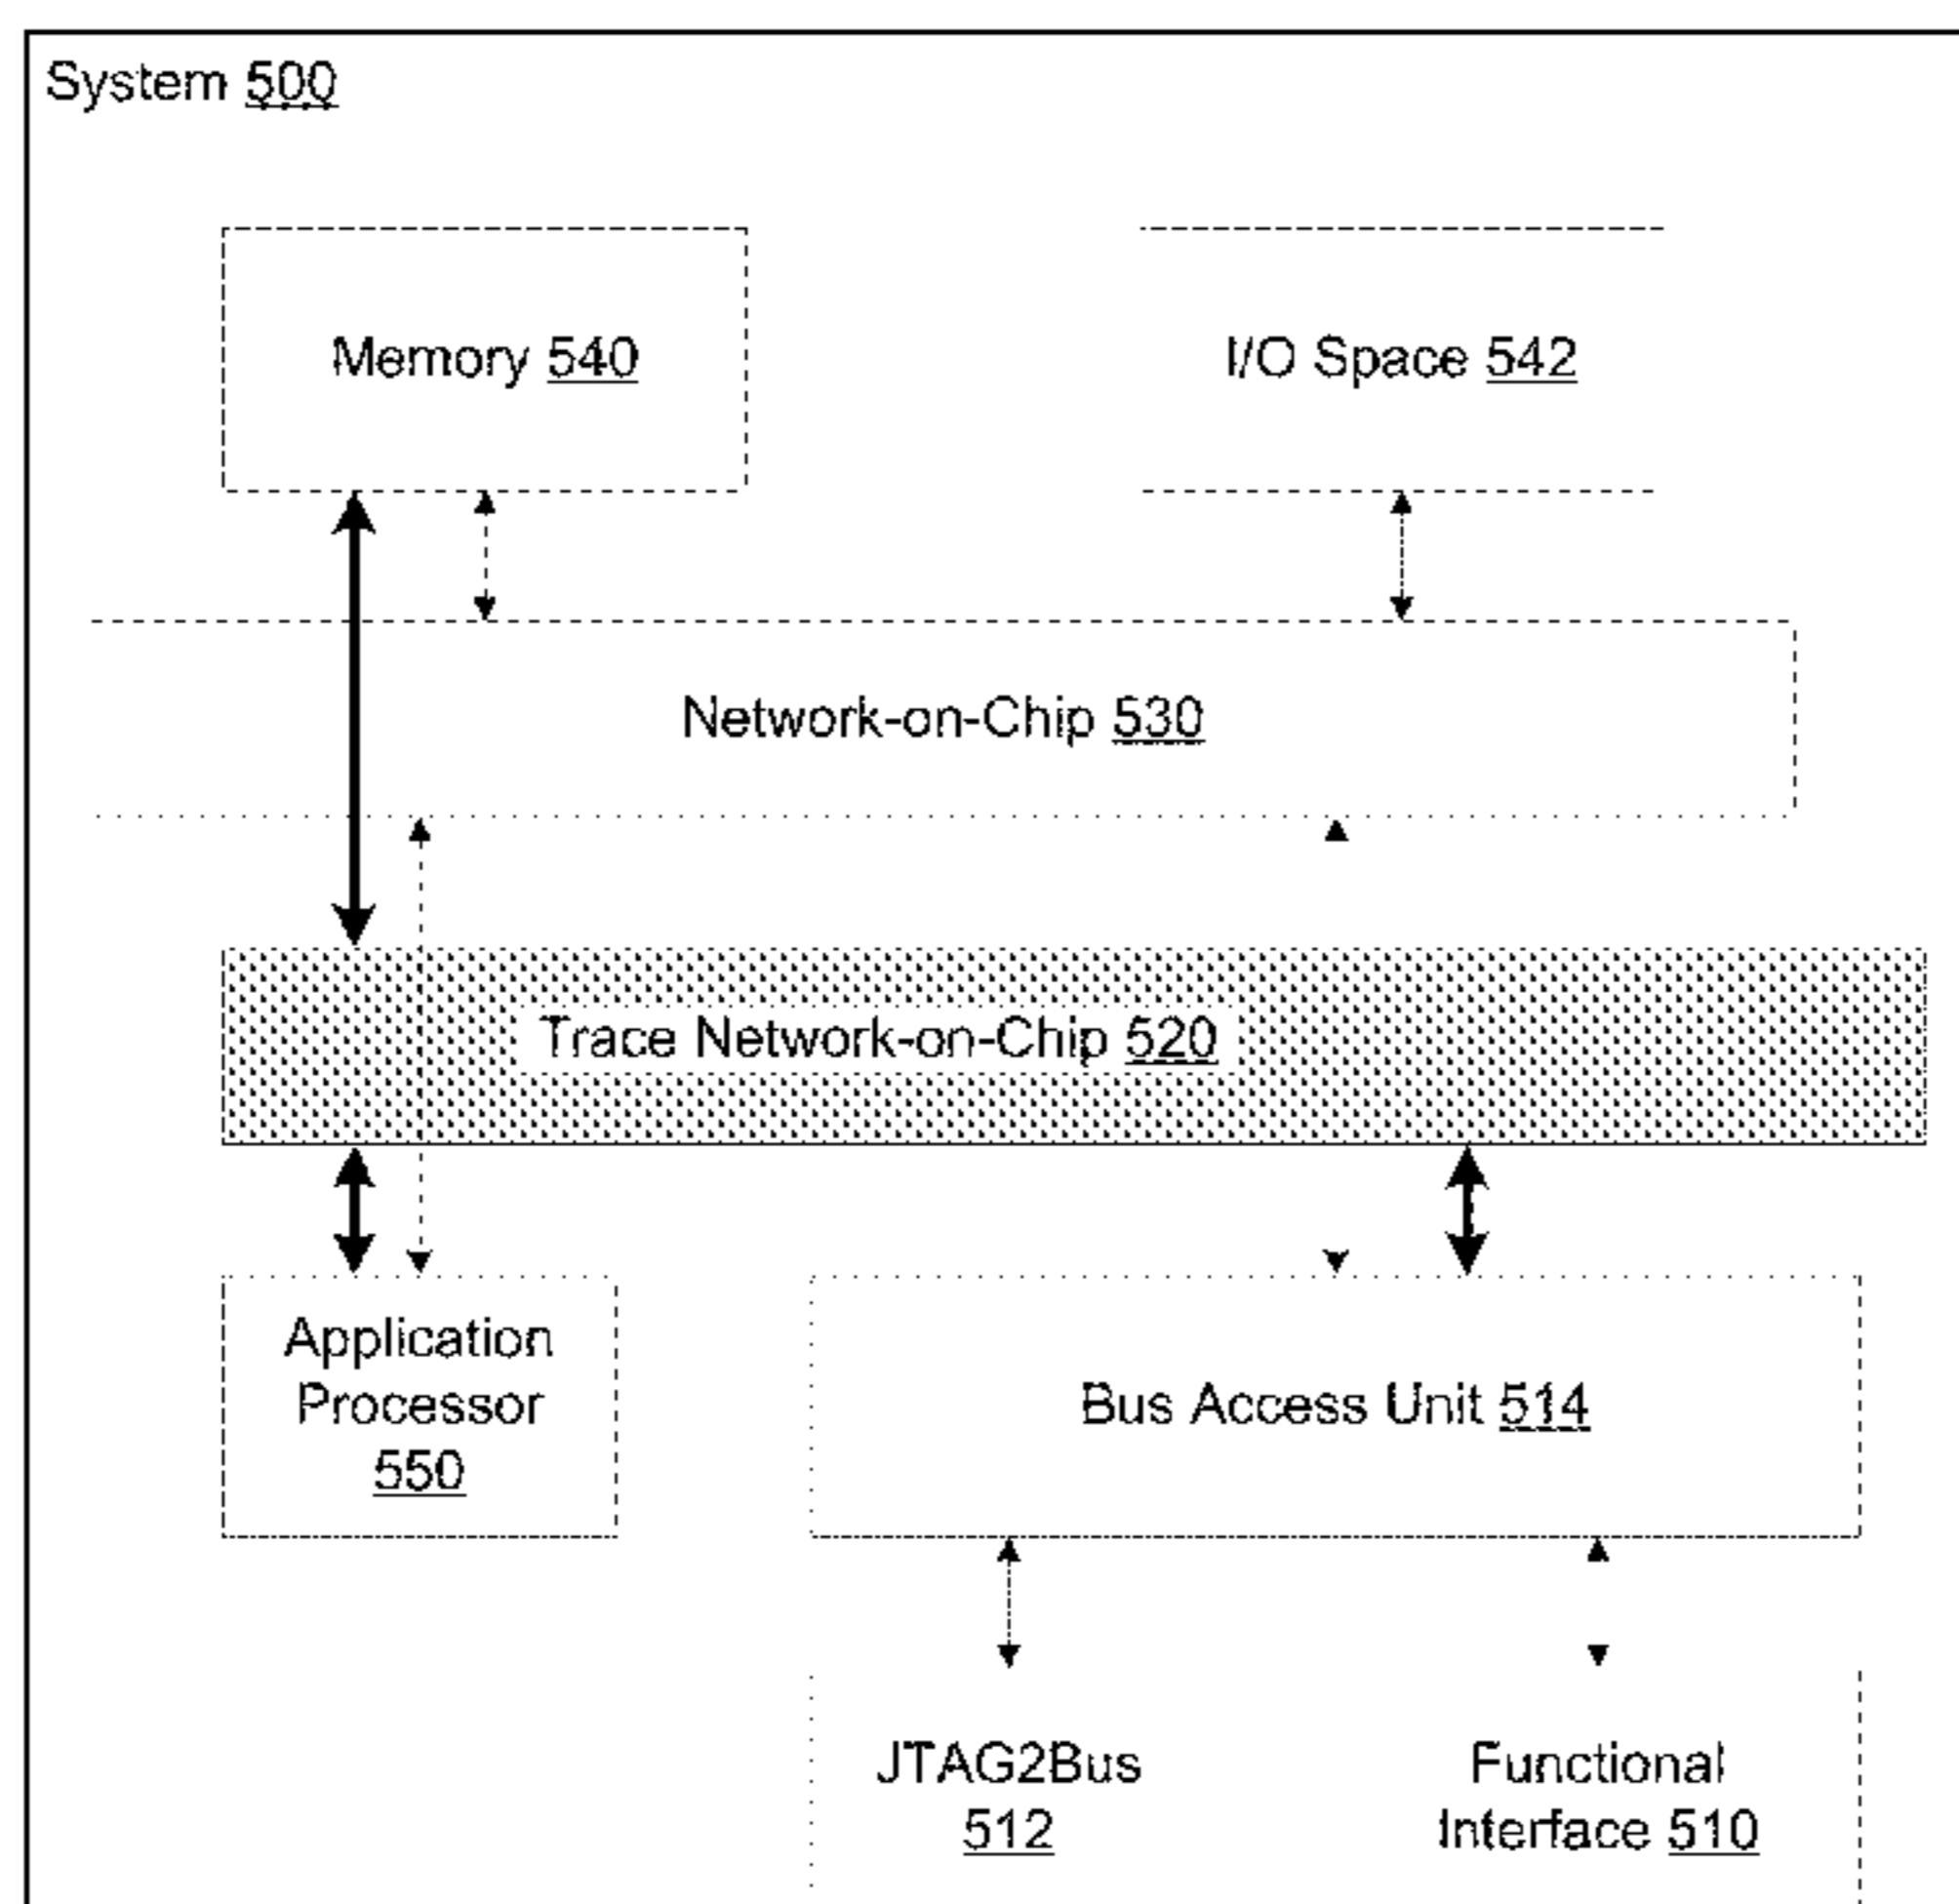 System 500
Memory 540
I/O Space 542
Network-on-Chip 530
Trace Network-on-Chip 520
Application
Processor
550
Bus Access Unit 514
JTAG2Bus
512
Functional
Interface 510